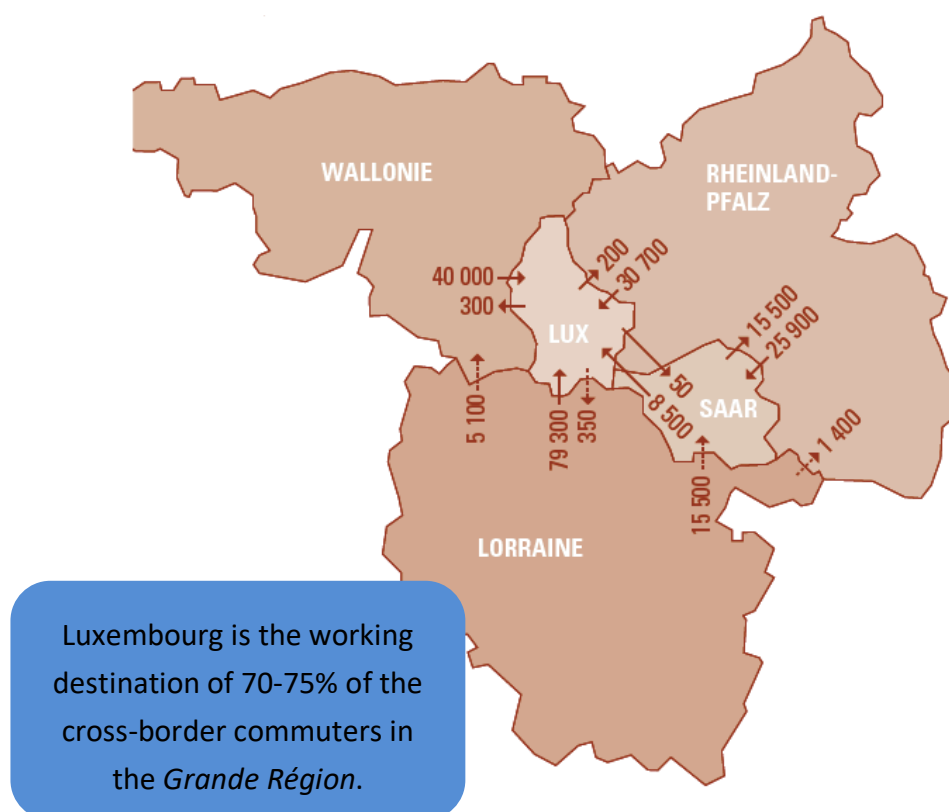 WALLONIE
RHEINLAND-
PFALZ
200
30 700
40 000
300
15 500
25 900
LUX
50
8 500
SAAR
5 100
79 300
350
1 400
15 500
LORRAINE
Luxembourg is the working
destination of 70-75% of the
cross-border commuters in
the Grande Région.